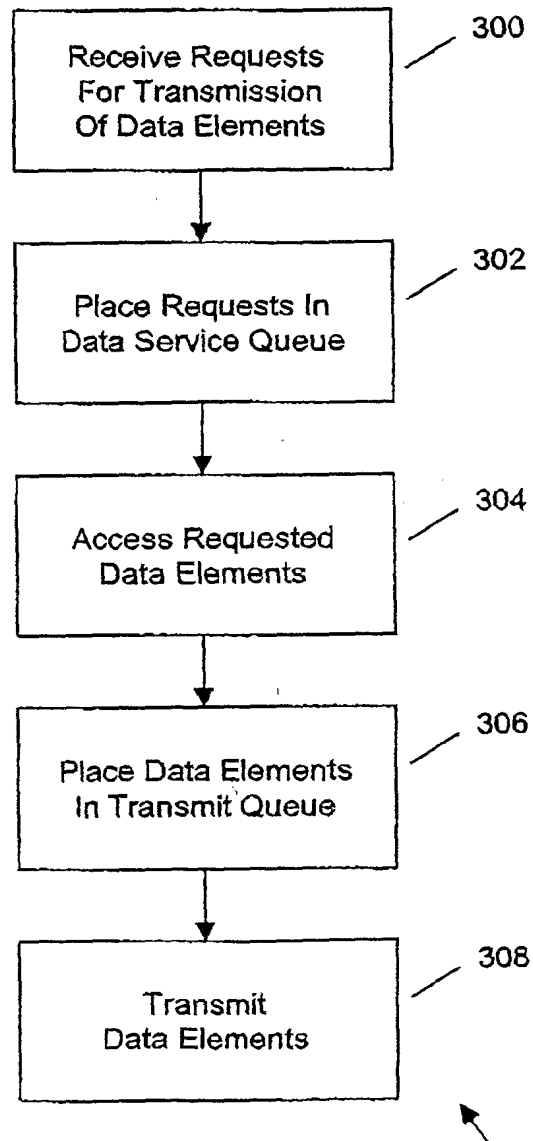 Receive Requests
For Transmission
Of Data Elements
300
Place Requests In
Data Service Queue
302
Access Requested
Data Elements
304
Place Data Elements
In Transmit Queue
306
Transmit
Data Elements
308